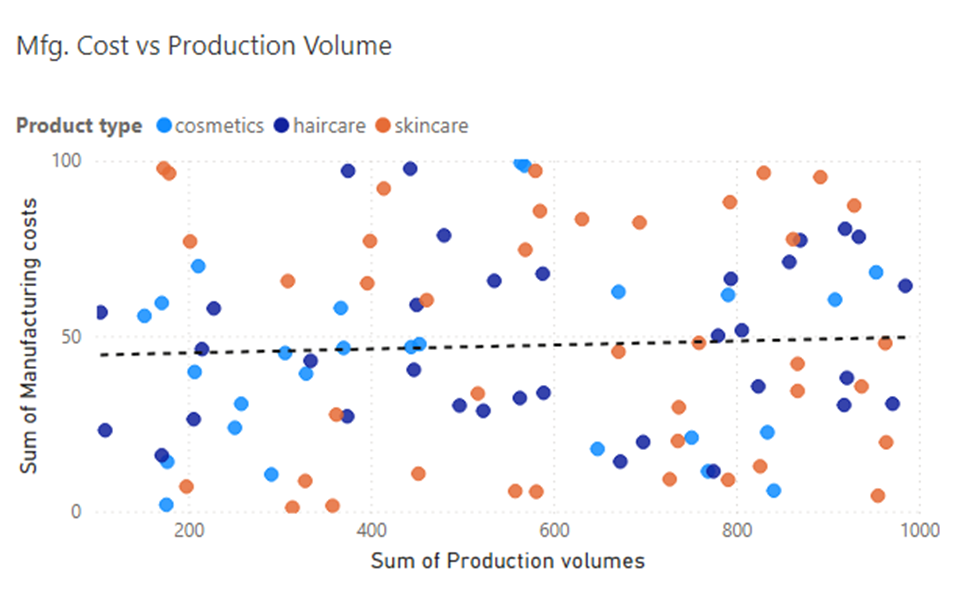 Mfg. Cost vs Production Volume
Product type cosmetics haircare skincare
100
50
0
Sum of Manufacturing costs
200 400 600 800 1000
Sum of Production volumes